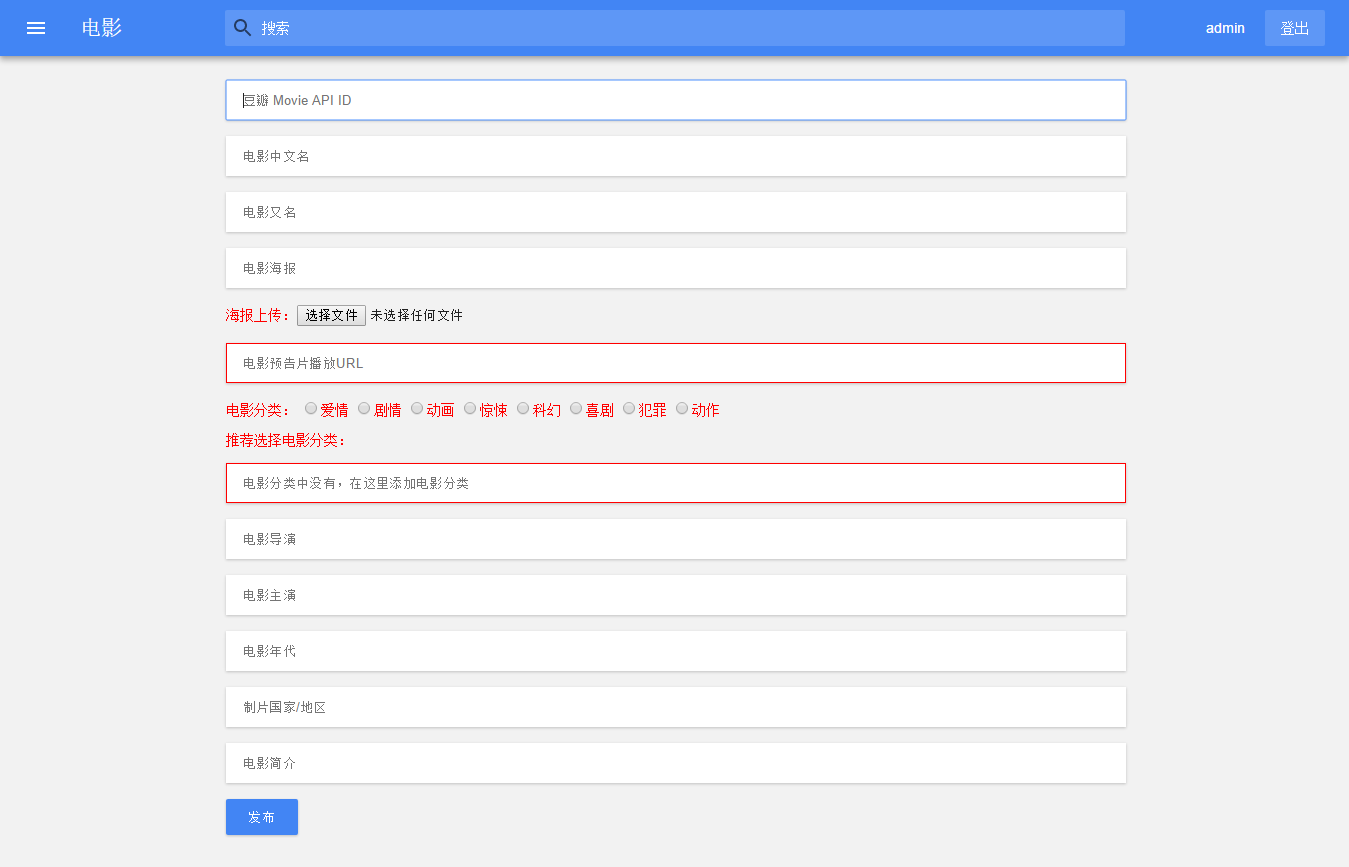 电影 搜索 admin 登出
豆瓣 Movie API ID
电影中文名
电影又名
电影海报
海报上传： 选择文件 未选择任何文件
电影预告片播放URL
电影分类： 爱情 剧情 动画 惊悚 科幻 喜剧 犯罪 动作
推荐选择电影分类：
电影分类中没有，在这里添加电影分类
电影导演
电影主演
电影年代
制片国家/地区
电影简介
发布